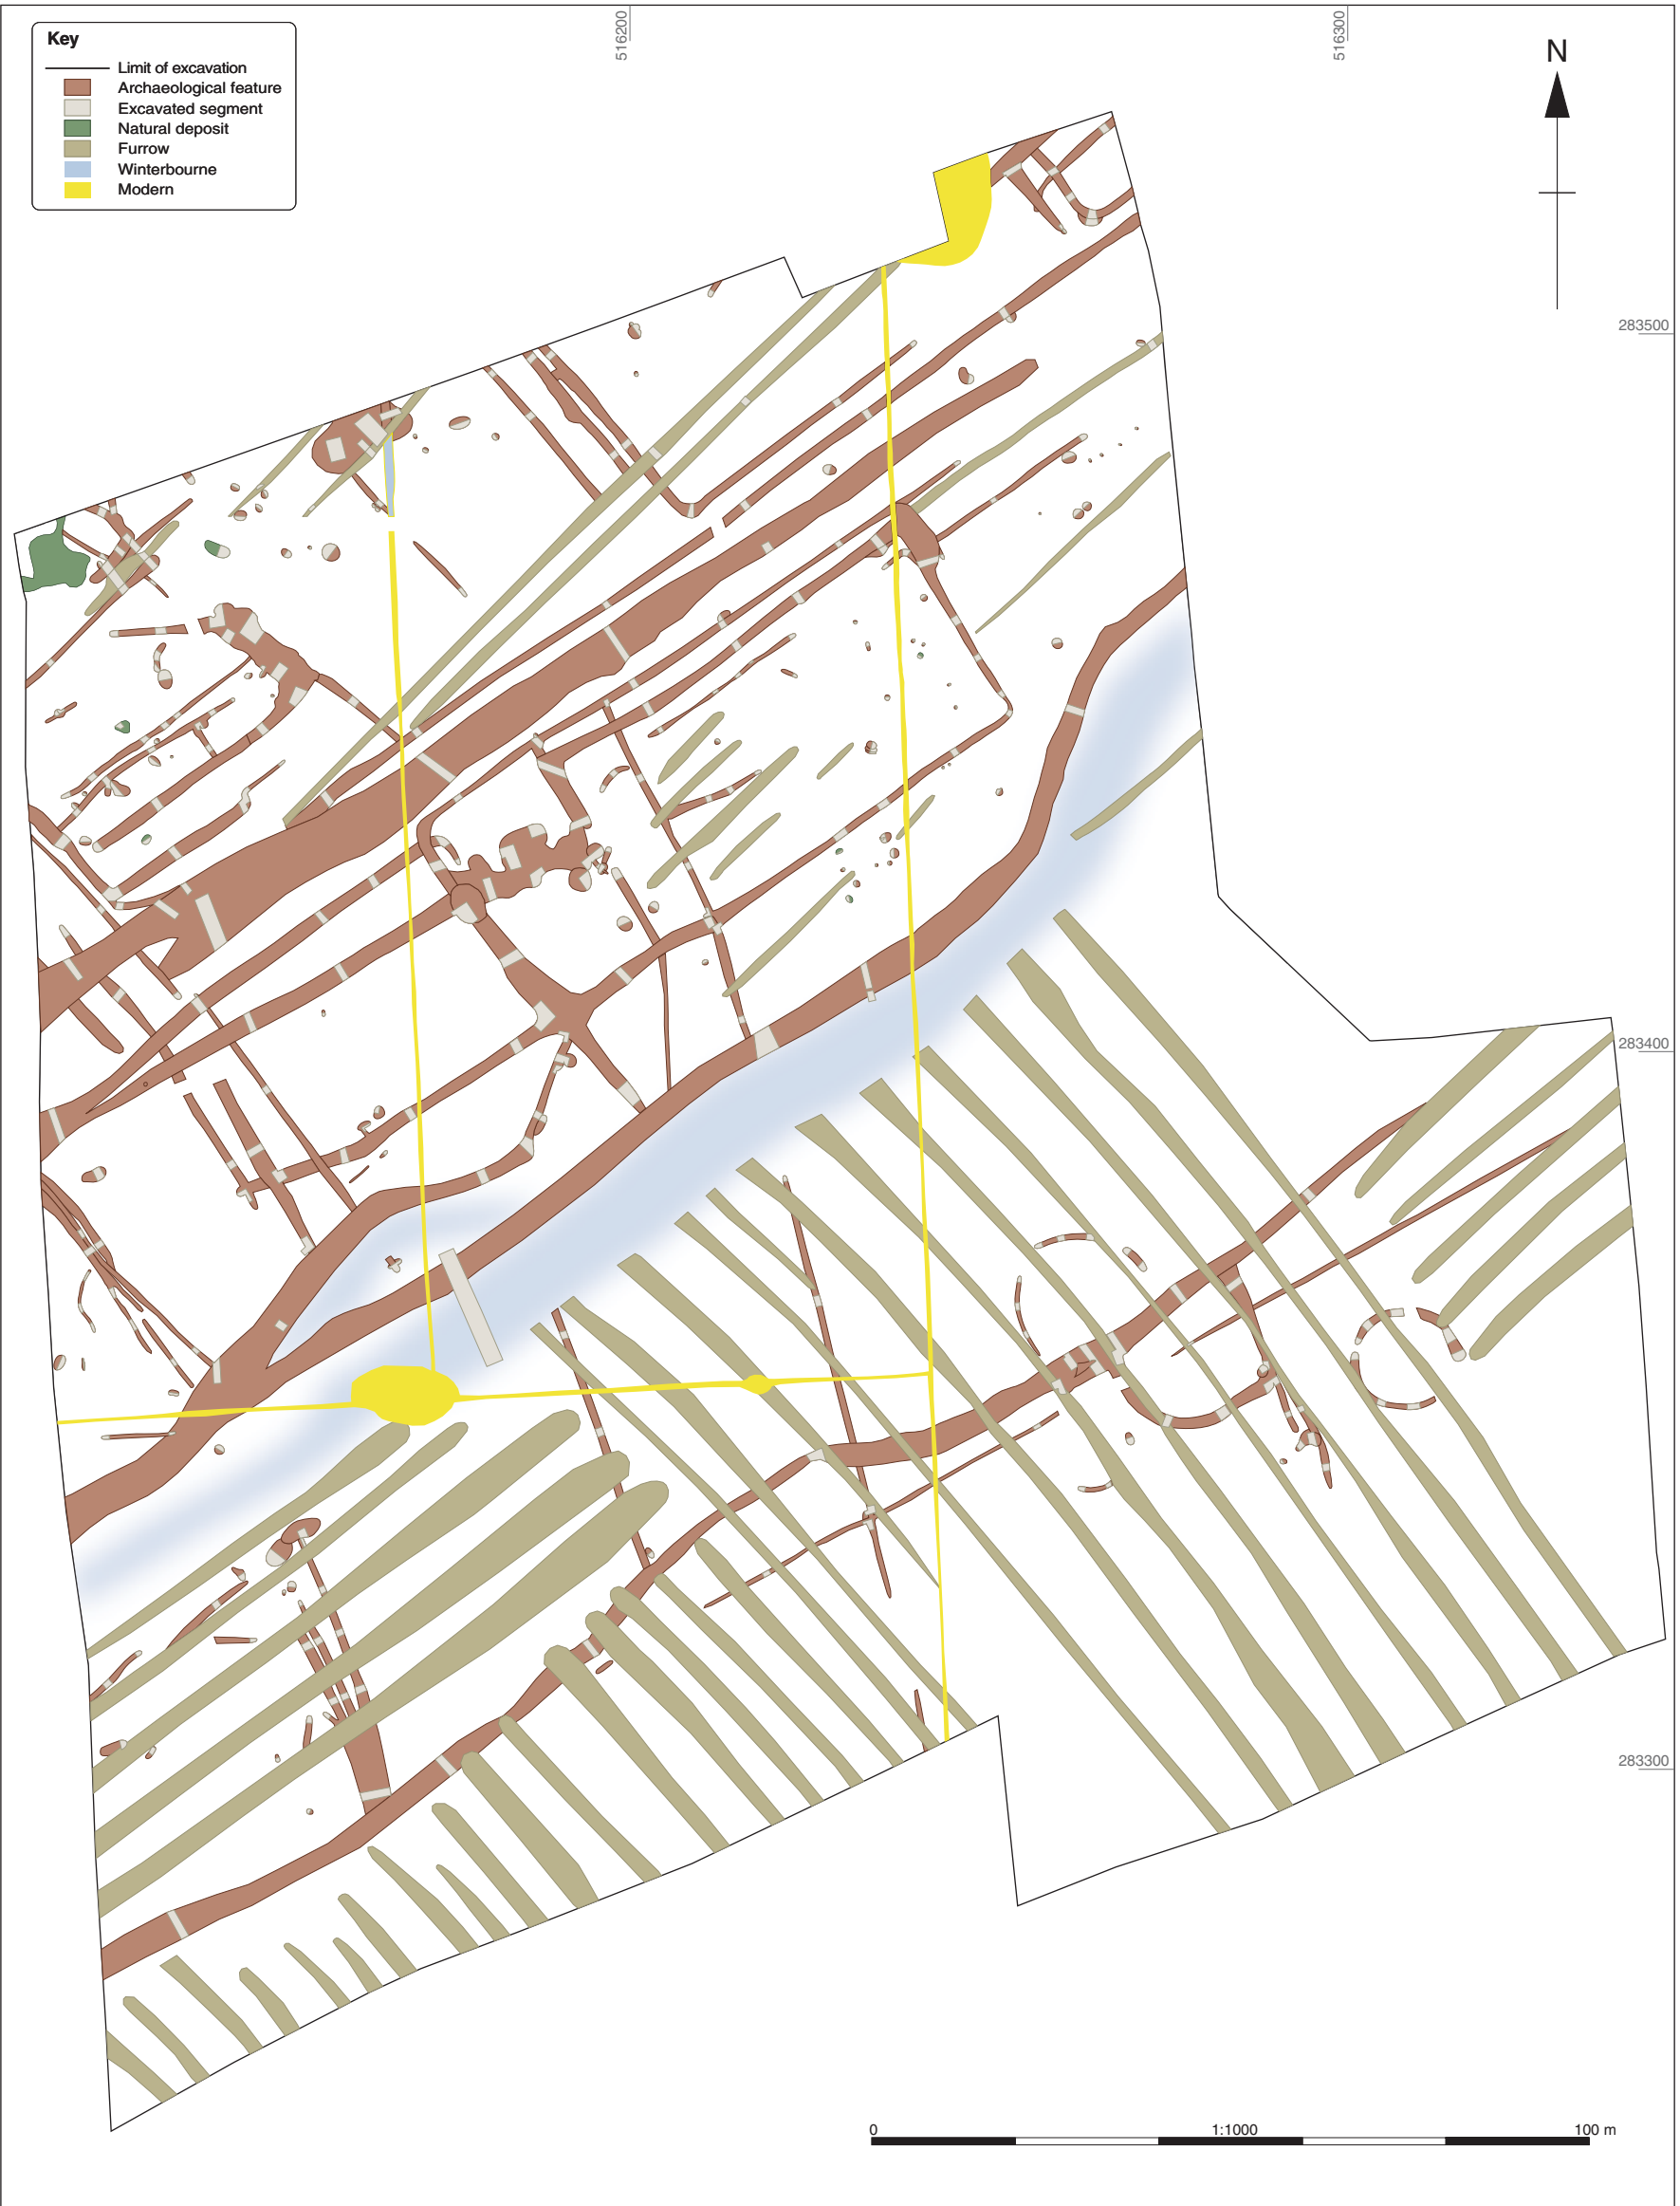 516200
516300
Key
Limit of excavation
Archaeological feature
Excavated segment
Natural deposit
Furrow
Winterbourne
Modern
N
283500
283400
283300
0 1:1000 100 m